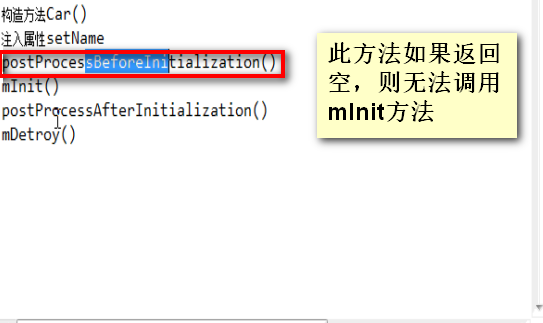 构造方法Car()
注入属性setName
postProcessBeforeInitialization()
mInit()
postProcessAfterInitialization()
mDetroy()
此方法如果返回
空，则无法调用
mInit方法